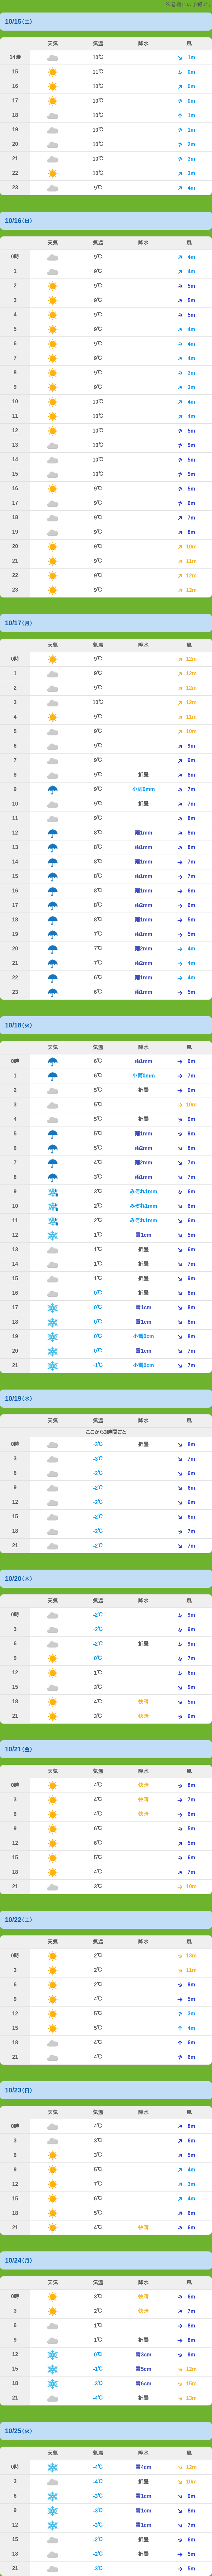 10/15(土)
天気 気温 降水 風
14時 10℃ 1m
15 11℃ 0m
16 10℃ 0m
17 10℃ 0m
18 10℃ 1m
19 10℃ 1m
20 10℃ 2m
21 10℃ 3m
22 10℃ 3m
23 9℃ 4m
10/16(日)
天気 気温 降水 風
0時 9℃ 4m
1 9℃ 4m
2 9℃ 5m
3 9℃ 5m
4 9℃ 5m
5 9℃ 4m
6 9℃ 4m
7 9℃ 4m
8 9℃ 3m
9 9℃ 3m
10 10℃ 4m
11 10℃ 4m
12 10℃ 5m
13 10℃ 5m
14 10℃ 5m
15 10℃ 5m
16 9℃ 5m
17 9℃ 6m
18 9℃ 7m
19 9℃ 8m
20 9℃ 10m
21 9℃ 11m
22 9℃ 12m
23 9℃ 12m
10/17(月)
天気 気温 降水 風
0時 9℃ 12m
1 9℃ 12m
2 9℃ 12m
3 10℃ 12m
4 9℃ 11m
5 9℃ 10m
6 9℃ 9m
7 9℃ 9m
8 9℃ 折畳 8m
9 9℃ 小雨0mm 7m
10 9℃ 折畳 7m
11 9℃ 8m
12 8℃ 雨1mm 8m
13 8℃ 雨1mm 8m
14 8℃ 雨1mm 7m
15 8℃ 雨1mm 7m
16 8℃ 雨1mm 6m
17 8℃ 雨2mm 6m
18 8℃ 雨1mm 5m
19 7℃ 雨1mm 5m
20 7℃ 雨2mm 4m
21 7℃ 雨2mm 4m
22 6℃ 雨1mm 4m
23 6℃ 雨1mm 5m
10/18(火)
天気 気温 降水 風
0時 6℃ 雨1mm 6m
1 6℃ 小雨0mm 7m
2 5℃ 折畳 9m
3 5℃ 10m
4 5℃ 折畳 9m
5 5℃ 雨1mm 9m
6 5℃ 雨2mm 8m
7 4℃ 雨2mm 7m
8 3℃ 雨1mm 7m
9 3℃ みぞれ1mm 6m
10 2℃ みぞれ1mm 6m
11 2℃ みぞれ1mm 6m
12 1℃ 雪1cm 5m
13 1℃ 折畳 6m
14 1℃ 折畳 7m
15 1℃ 折畳 9m
16 0℃ 折畳 8m
17 0℃ 雪1cm 8m
18 0℃ 雪1cm 8m
19 0℃ 小雪0cm 8m
20 0℃ 雪1cm 7m
21 -1℃ 小雪0cm 7m
10/19(水)
天気 気温 降水 風
ここから3時間ごと
0時 -3℃ 折畳 8m
3 -3℃ 7m
6 -2℃ 6m
9 -2℃ 6m
12 -2℃ 6m
15 -2℃ 6m
18 -2℃ 7m
21 -2℃ 7m
10/20(木)
天気 気温 降水 風
0時 -2℃ 9m
3 -2℃ 9m
6 -2℃ 折畳 9m
9 0℃ 7m
12 1℃ 6m
15 3℃ 5m
18 4℃ 快晴 5m
21 3℃ 快晴 6m
10/21(金)
天気 気温 降水 風
0時 4℃ 快晴 8m
3 4℃ 快晴 7m
6 4℃ 快晴 6m
9 6℃ 5m
12 6℃ 5m
15 5℃ 6m
18 4℃ 7m
21 3℃ 10m
10/22(土)
天気 気温 降水 風
0時 2℃ 13m
3 2℃ 11m
6 2℃ 9m
9 4℃ 5m
12 5℃ 3m
15 5℃ 4m
18 4℃ 6m
21 4℃ 6m
10/23(日)
天気 気温 降水 風
0時 4℃ 8m
3 3℃ 6m
6 3℃ 5m
9 5℃ 4m
12 7℃ 3m
15 6℃ 4m
18 5℃ 6m
21 4℃ 快晴 6m
10/24(月)
天気 気温 降水 風
0時 3℃ 快晴 6m
3 2℃ 快晴 7m
6 1℃ 8m
9 1℃ 折畳 8m
12 0℃ 雪3cm 9m
15 -1℃ 雪5cm 12m
18 -3℃ 雪6cm 15m
21 -4℃ 折畳 13m
10/25(火)
天気 気温 降水 風
0時 -4℃ 雪4cm 12m
3 -4℃ 折畳 10m
6 -3℃ 雪1cm 9m
9 -3℃ 雪1cm 8m
12 -3℃ 雪1cm 7m
15 -2℃ 折畳 6m
18 -2℃ 折畳 5m
21 -3℃ 5m